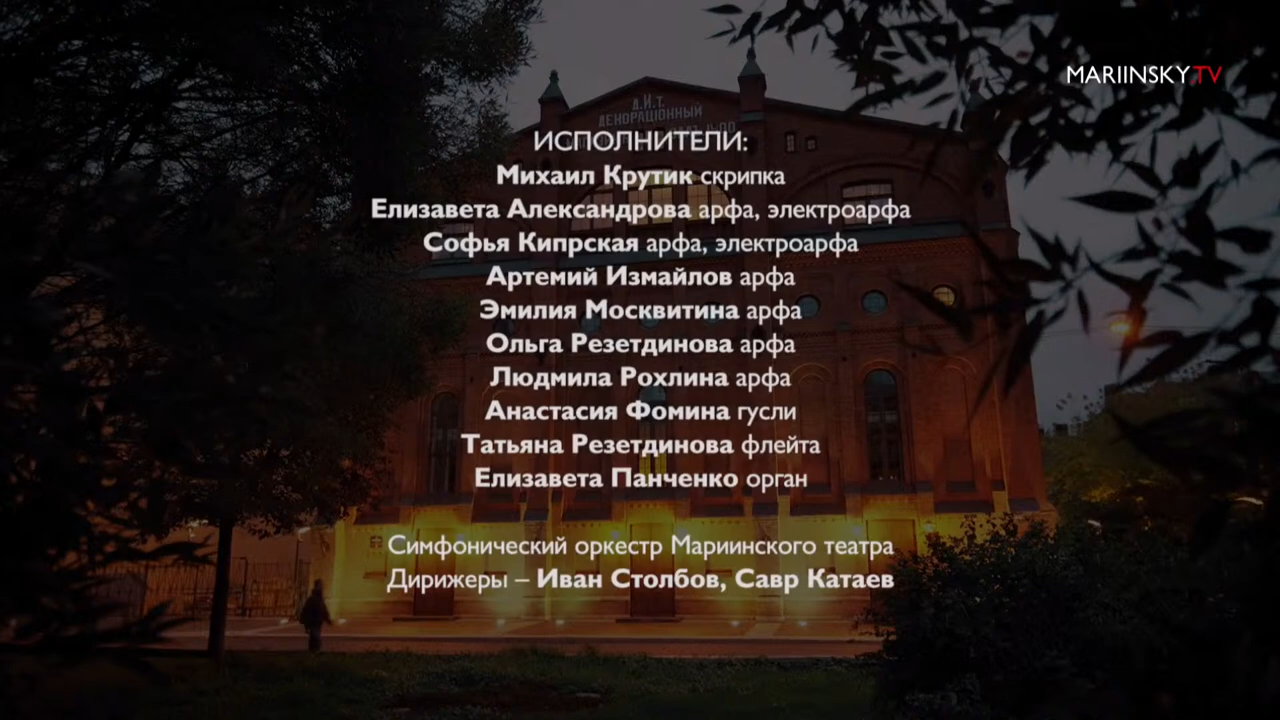 MARIINSKY TV
Д.И.Т.
ДЕКОРАЦIОННЫЙ
ИСПОЛНИТЕЛИ:
Михаил Крутик скрипка
Елизавета Александрова арфа, электроарфа
Софья Кипрская арфа, электроарфа
Артемий Измайлов арфа
Эмилия Москвитина арфа
Ольга Резетдинова арфа
Людмила Рохлина арфа
Анастасия Фомина гусли
Татьяна Резетдинова флейта
Елизавета Панченко орган
Симфонический оркестр Мариинского театра
Дирижеры – Иван Столбов, Савр Катаев